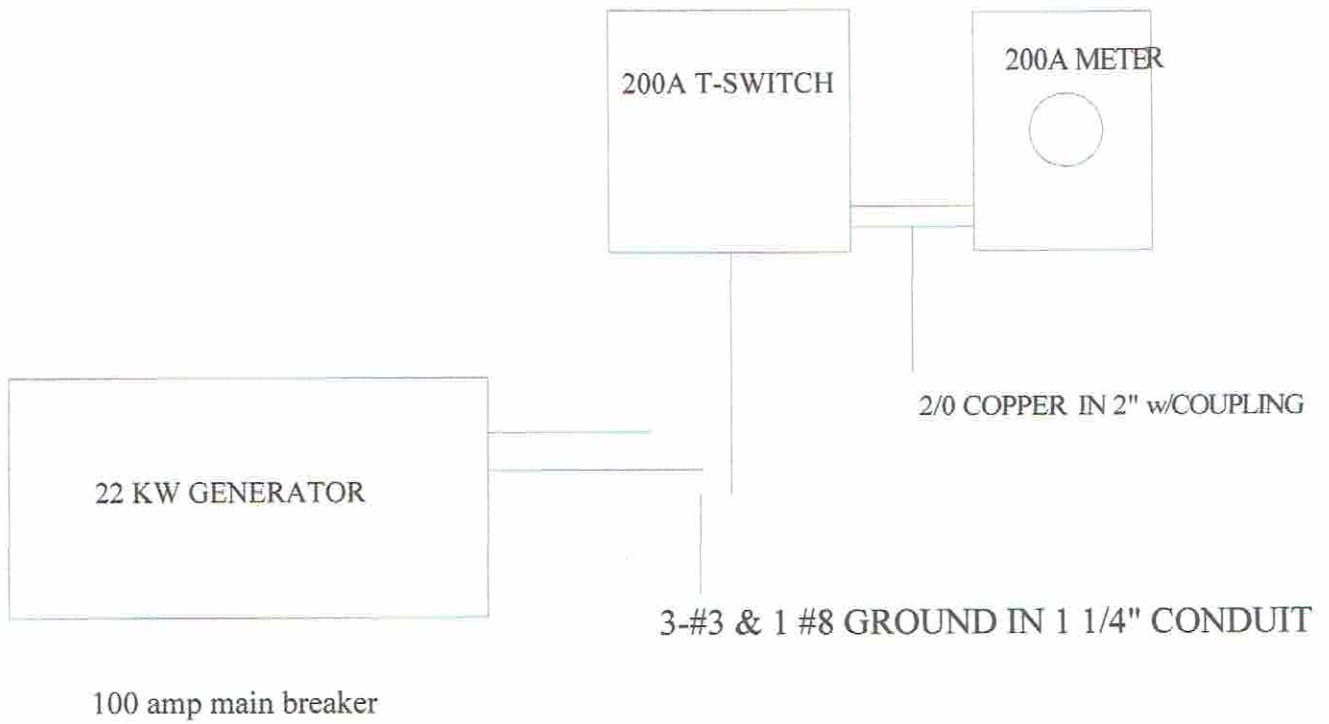 200A T-SWITCH
200A METER
2/0 COPPER IN 2" w/COUPLING
22 KW GENERATOR
3-#3 & 1 #8 GROUND IN 1 1/4" CONDUIT
100 amp main breaker